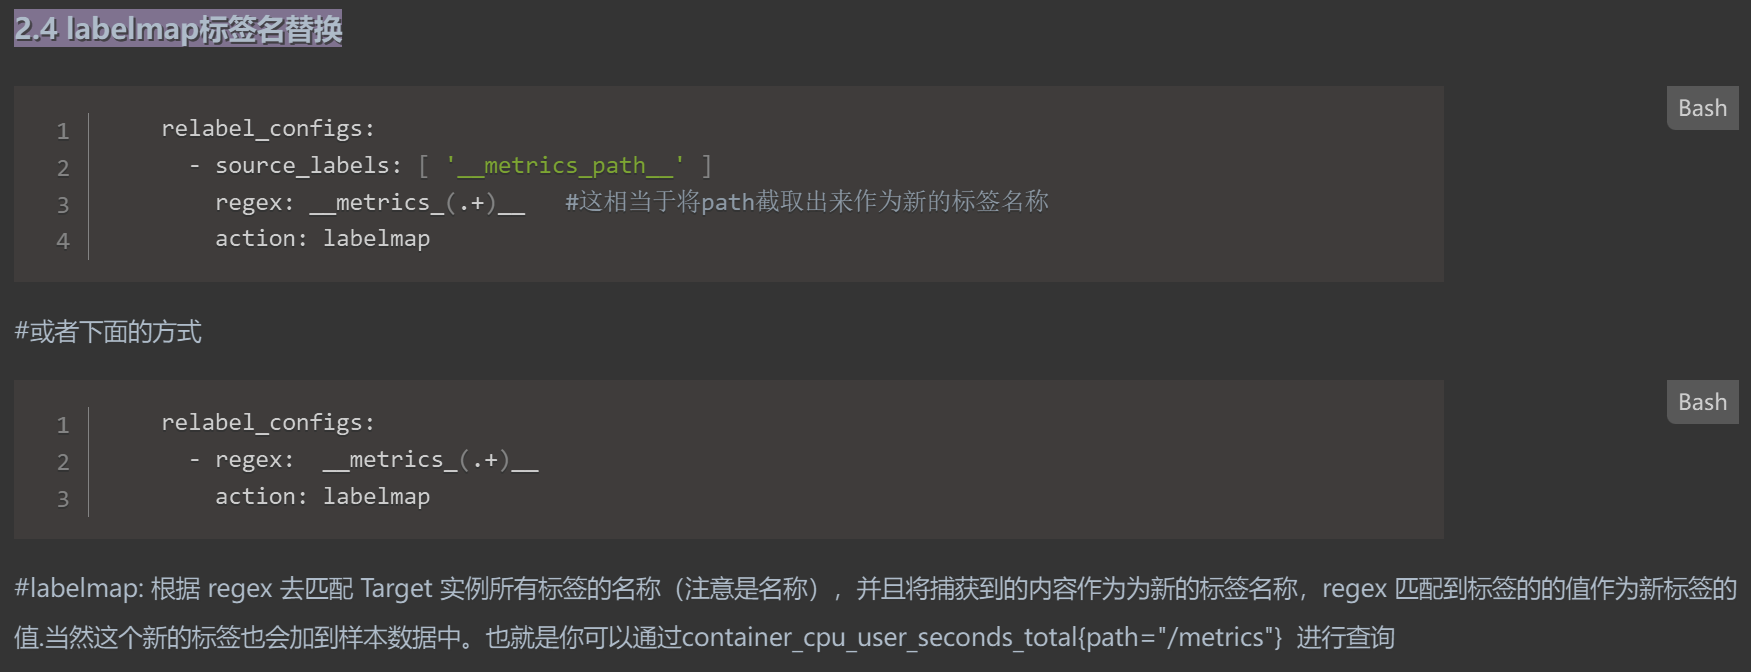 2.4 labelmap标签名替换
Bash
1 relabel_configs:
2 - source_labels: [ '__metrics_path__' ]
3 regex: __metrics_(.+)__ #这相当于将path截取出来作为新的标签名称
4 action: labelmap
#或者下面的方式
Bash
1 relabel_configs:
2 - regex: __metrics_(.+)__
3 action: labelmap
#labelmap: 根据 regex 去匹配 Target 实例所有标签的名称（注意是名称），并且将捕获到的内容作为为新的标签名称，regex 匹配到标签的的值作为新标签的
值.当然这个新的标签也会加到样本数据中。也就是你可以通过container_cpu_user_seconds_total{path="/metrics"} 进行查询